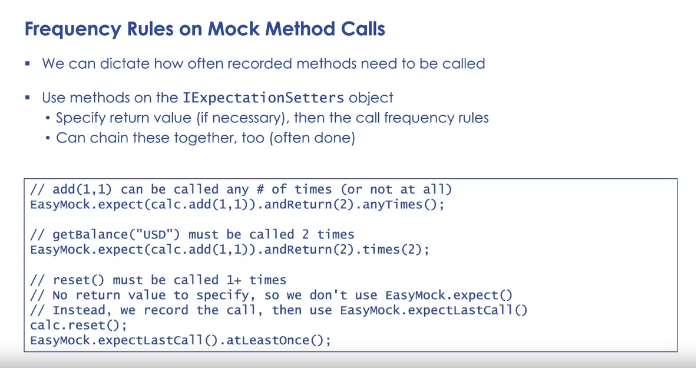 Frequency Rules on Mock Method Calls
▪ We can dictate how often recorded methods need to be called
▪ Use methods on the IExpectationSetters object
• Specify return value (if necessary), then the call frequency rules
• Can chain these together, too (often done)
// add(1,1) can be called any # of times (or not at all)
EasyMock.expect(calc.add(1,1)).andReturn(2).anyTimes();
// getBalance("USD") must be called 2 times
EasyMock.expect(calc.add(1,1)).andReturn(2).times(2);
// reset() must be called 1+ times
// No return value to specify, so we don't use EasyMock.expect()
// Instead, we record the call, then use EasyMock.expectLastCall()
calc.reset();
EasyMock.expectLastCall().atLeastOnce();